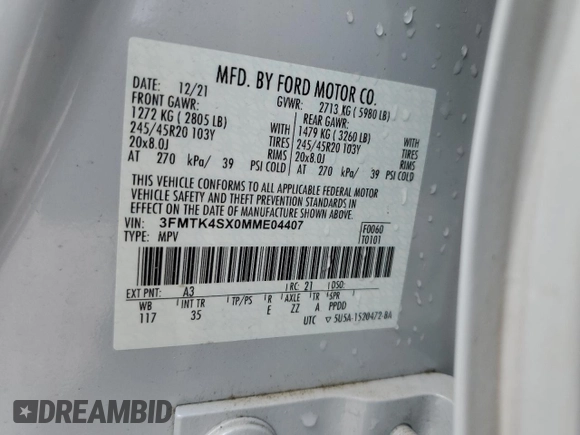 MFD. BY FORD MOTOR CO.
DATE: 12/21 GVWR: 2713 KG (5980 LB)
FRONT GAWR: REAR GAWR:
1272 KG (2805 LB) WITH 1479 KG (3260 LB) WITH
245/45R20 103Y TIRES 245/45R20 103Y TIRES
20x8.0J RIMS 20x8.0J RIMS
AT 270 kPa/ 39 PSI COLD AT 270 kPa/ 39 PSI COLD
THIS VEHICLE CONFORMS TO ALL APPLICABLE FEDERAL MOTOR
VEHICLE SAFETY AND THEFT PREVENTION STANDARDS IN
EFFECT ON THE DATE OF MANUFACTURE SHOWN ABOVE.
VIN: 3FMTK4SX0MME04407 F0060
TYPE: MPV T0101
EXT PNT: A3 RC: 21 DSO:
WB INT TR TP/PS R AXLE TR SPR
117 35 E ZZ A PPDD
UTC 5U5A-1520472-BA
DREAMBID